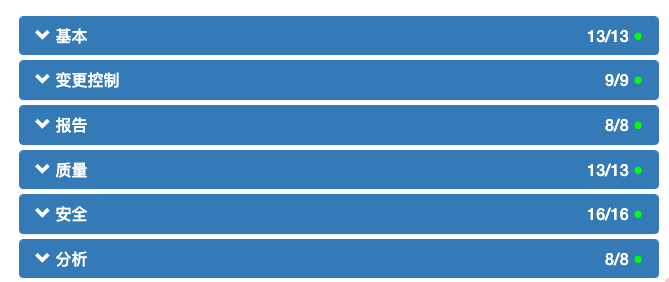 基本 13/13
变更控制 9/9
报告 8/8
质量 13/13
安全 16/16
分析 8/8